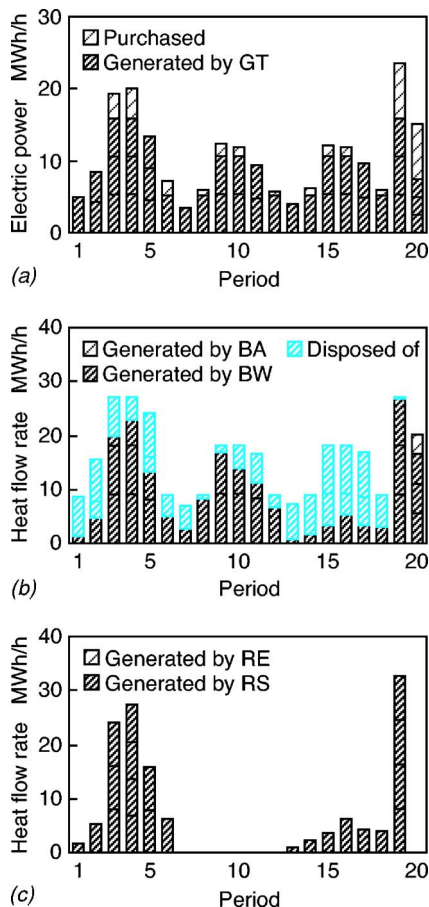 Electric power MWh/h
30
20
10
0
Purchased
Generated by GT
1 5 10 15 20
(a) Period
Heat flow rate MWh/h
40
30
20
10
0
Generated by BA Disposed of
Generated by BW
1 5 10 15 20
(b) Period
Heat flow rate MWh/h
40
30
20
10
0
Generated by RE
Generated by RS
1 5 10 15 20
(c) Period